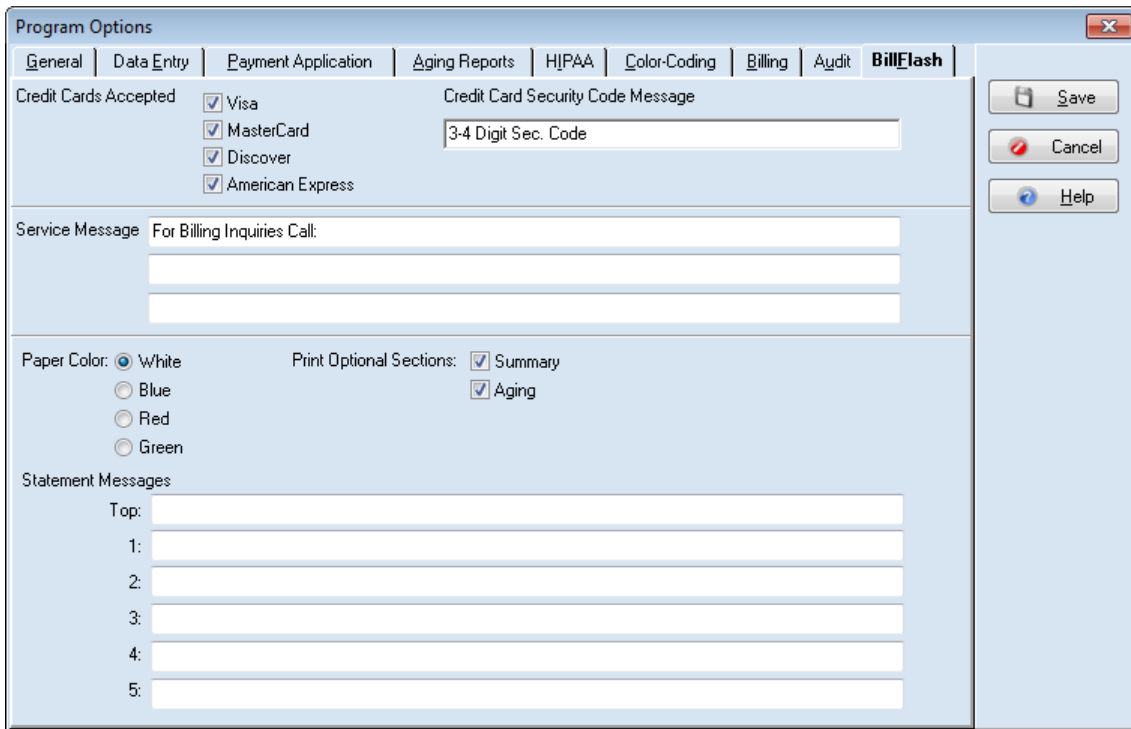 Program Options
General Data Entry Payment Application Aging Reports HIPAA Color-Coding Billing Audit BillFlash
Credit Cards Accepted
Visa
MasterCard
Discover
American Express
Credit Card Security Code Message
3-4 Digit Sec. Code
Save
Cancel
Help
Service Message For Billing Inquiries Call:
Paper Color: White
Blue
Red
Green
Print Optional Sections: Summary
Aging
Statement Messages
Top:
1:
2:
3:
4:
5: